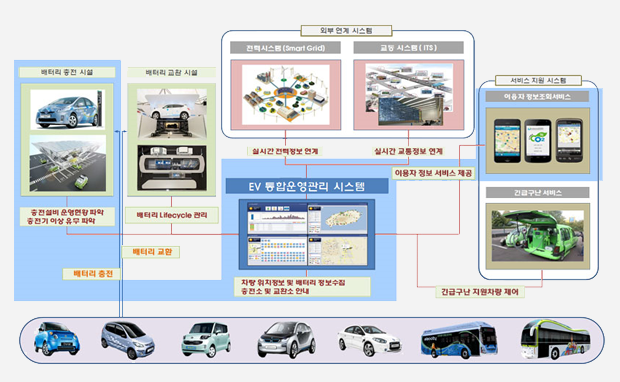 외부 연계 시스템
전력시스템(Smart Grid)
교통 시스템 ( ITS )
배터리 충전 시설
배터리 교환 시설
서비스 지원 시스템
이용자 정보조회서비스
실시간 전력정보 연계
실시간 교통정보 연계
이용자 정보 서비스 제공
EV 통합운영관리 시스템
긴급구난 서비스
충전설비 운영현황 파악
충전기 이상 유무 파악
배터리 Lifecycle 관리
배터리 교환
배터리 충전
차량 위치정보 및 배터리 정보수집
충전소 및 교환소 안내
긴급구난 지원차량 제어